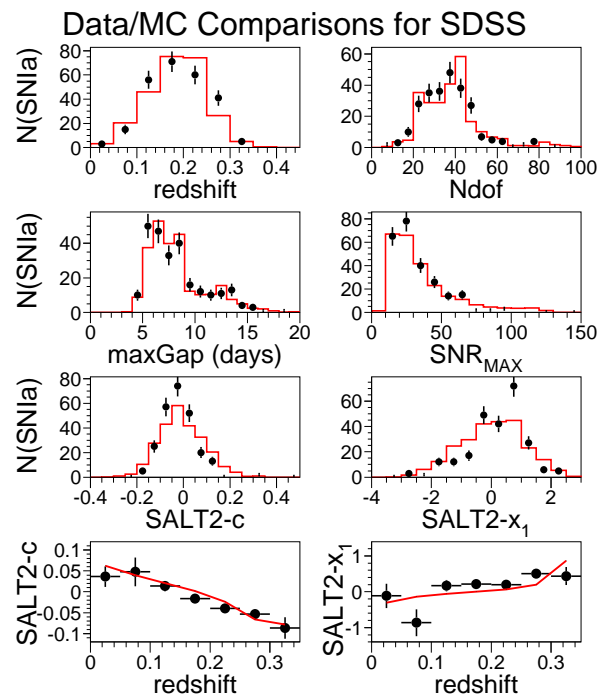 Data/MC Comparisons for SDSS
N(SNIa)
80
60
40
20
0
0 0.1 0.2 0.3 0.4
redshift
60
40
20
0
0 20 40 60 80 100
Ndof
N(SNIa)
40
20
0
0 5 10 15 20
maxGap (days)
80
60
40
20
0
0 50 100 150
SNR_MAX
N(SNIa)
80
60
40
20
0
-0.4 -0.2 0 0.2 0.4
SALT2-c
80
60
40
20
0
-4 -2 0 2
SALT2-x1
SALT2-c
0.1
0.05
0
-0.05
-0.1
0 0.1 0.2 0.3
redshift
SALT2-x1
1
0
-1
0 0.1 0.2 0.3
redshift